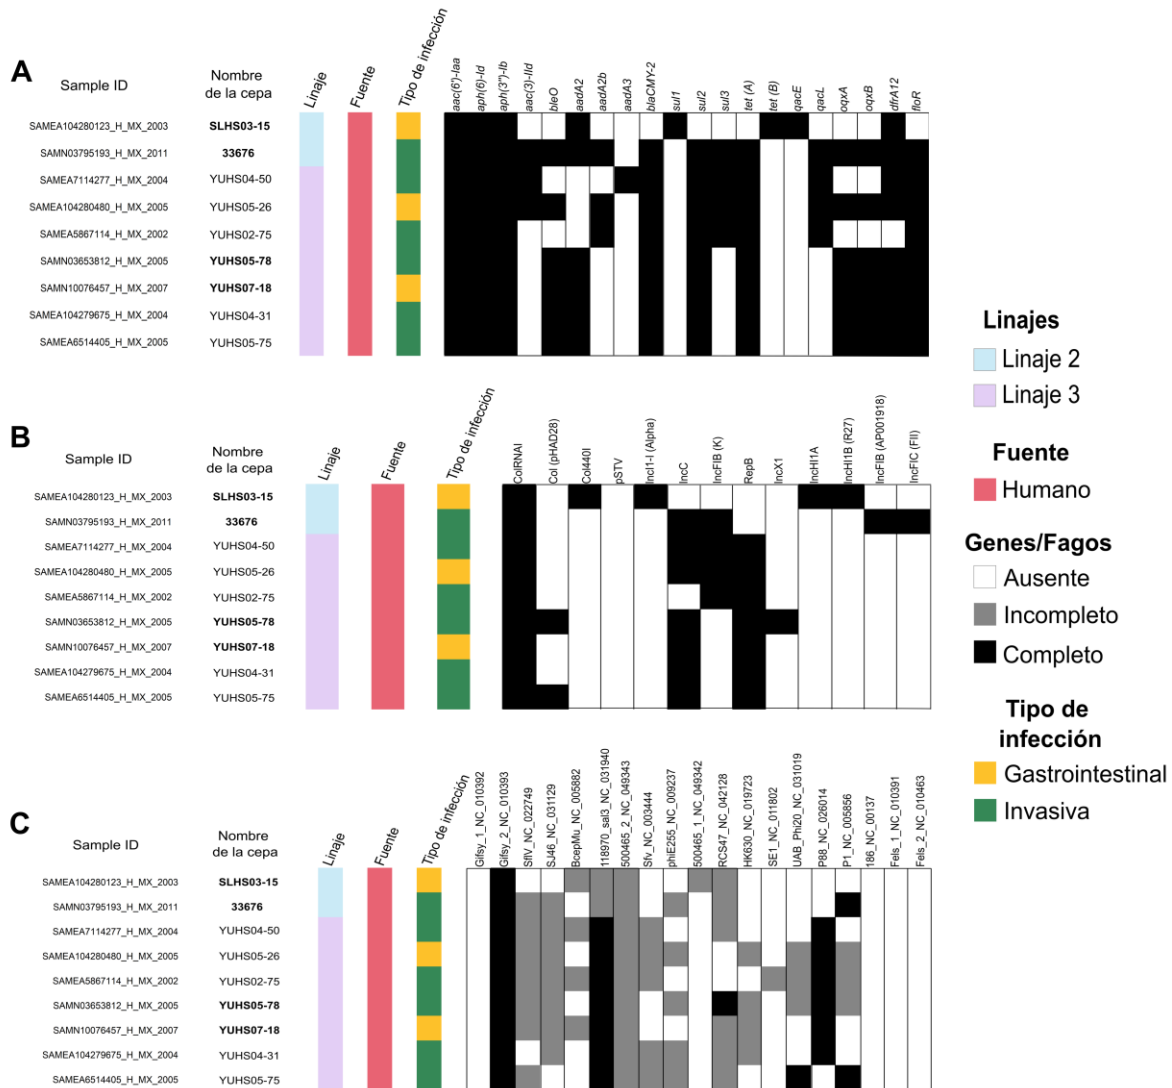 A
Sample ID
Nombre
de la cepa
Linaje
Fuente
Tipo de infección
aac(6')-Iaa
aph(6)-Id
aph(3")-Ib
aac(3)-IId
bleO
aadA2
aadA2b
aadA3
blaCMY-2
sul1
sul2
sul3
tet (A)
tet (B)
qacE
qacL
oqxA
oqxB
dfrA12
floR
SAMEA104280123_H_MX_2003 SLHS03-15
SAMN03795193_H_MX_2011 33676
SAMEA7114277_H_MX_2004 YUHS04-50
SAMEA104280480_H_MX_2005 YUHS05-26
SAMEA5867114_H_MX_2002 YUHS02-75
SAMN03653812_H_MX_2005 YUHS05-78
SAMN10076457_H_MX_2007 YUHS07-18
SAMEA104279675_H_MX_2004 YUHS04-31
SAMEA6514405_H_MX_2005 YUHS05-75
B
Sample ID
Nombre
de la cepa
Linaje
Fuente
Tipo de infección
ColRNAI
Col (pHAD28)
Col440I
pSTV
Incl1-I (Alpha)
IncC
IncFIB (K)
RepB
IncX1
IncHI1A
IncHI1B (R27)
IncFIB (AP001918)
IncFIC (FII)
SAMEA104280123_H_MX_2003 SLHS03-15
SAMN03795193_H_MX_2011 33676
SAMEA7114277_H_MX_2004 YUHS04-50
SAMEA104280480_H_MX_2005 YUHS05-26
SAMEA5867114_H_MX_2002 YUHS02-75
SAMN03653812_H_MX_2005 YUHS05-78
SAMN10076457_H_MX_2007 YUHS07-18
SAMEA104279675_H_MX_2004 YUHS04-31
SAMEA6514405_H_MX_2005 YUHS05-75
C
Sample ID
Nombre
de la cepa
Linaje
Fuente
Tipo de infección
Gifsy_1_NC_010392
Gifsy_2_NC_010393
SfIV_NC_022749
SJ46_NC_031129
BcepMu_NC_005882
118970_sal3_NC_031940
500465_2_NC_049343
Sfv_NC_003444
phiE255_NC_009237
500465_1_NC_049342
RCS47_NC_042128
HK630_NC_019723
SE1_NC_011802
UAB_Phi20_NC_031019
P88_NC_026014
P1_NC_005856
186_NC_00137
Fels_1_NC_010391
Fels_2_NC_010463
SAMEA104280123_H_MX_2003 SLHS03-15
SAMN03795193_H_MX_2011 33676
SAMEA7114277_H_MX_2004 YUHS04-50
SAMEA104280480_H_MX_2005 YUHS05-26
SAMEA5867114_H_MX_2002 YUHS02-75
SAMN03653812_H_MX_2005 YUHS05-78
SAMN10076457_H_MX_2007 YUHS07-18
SAMEA104279675_H_MX_2004 YUHS04-31
SAMEA6514405_H_MX_2005 YUHS05-75
Linajes
Linaje 2
Linaje 3
Fuente
Humano
Genes/Fagos
Ausente
Incompleto
Completo
Tipo de
infección
Gastrointestinal
Invasiva